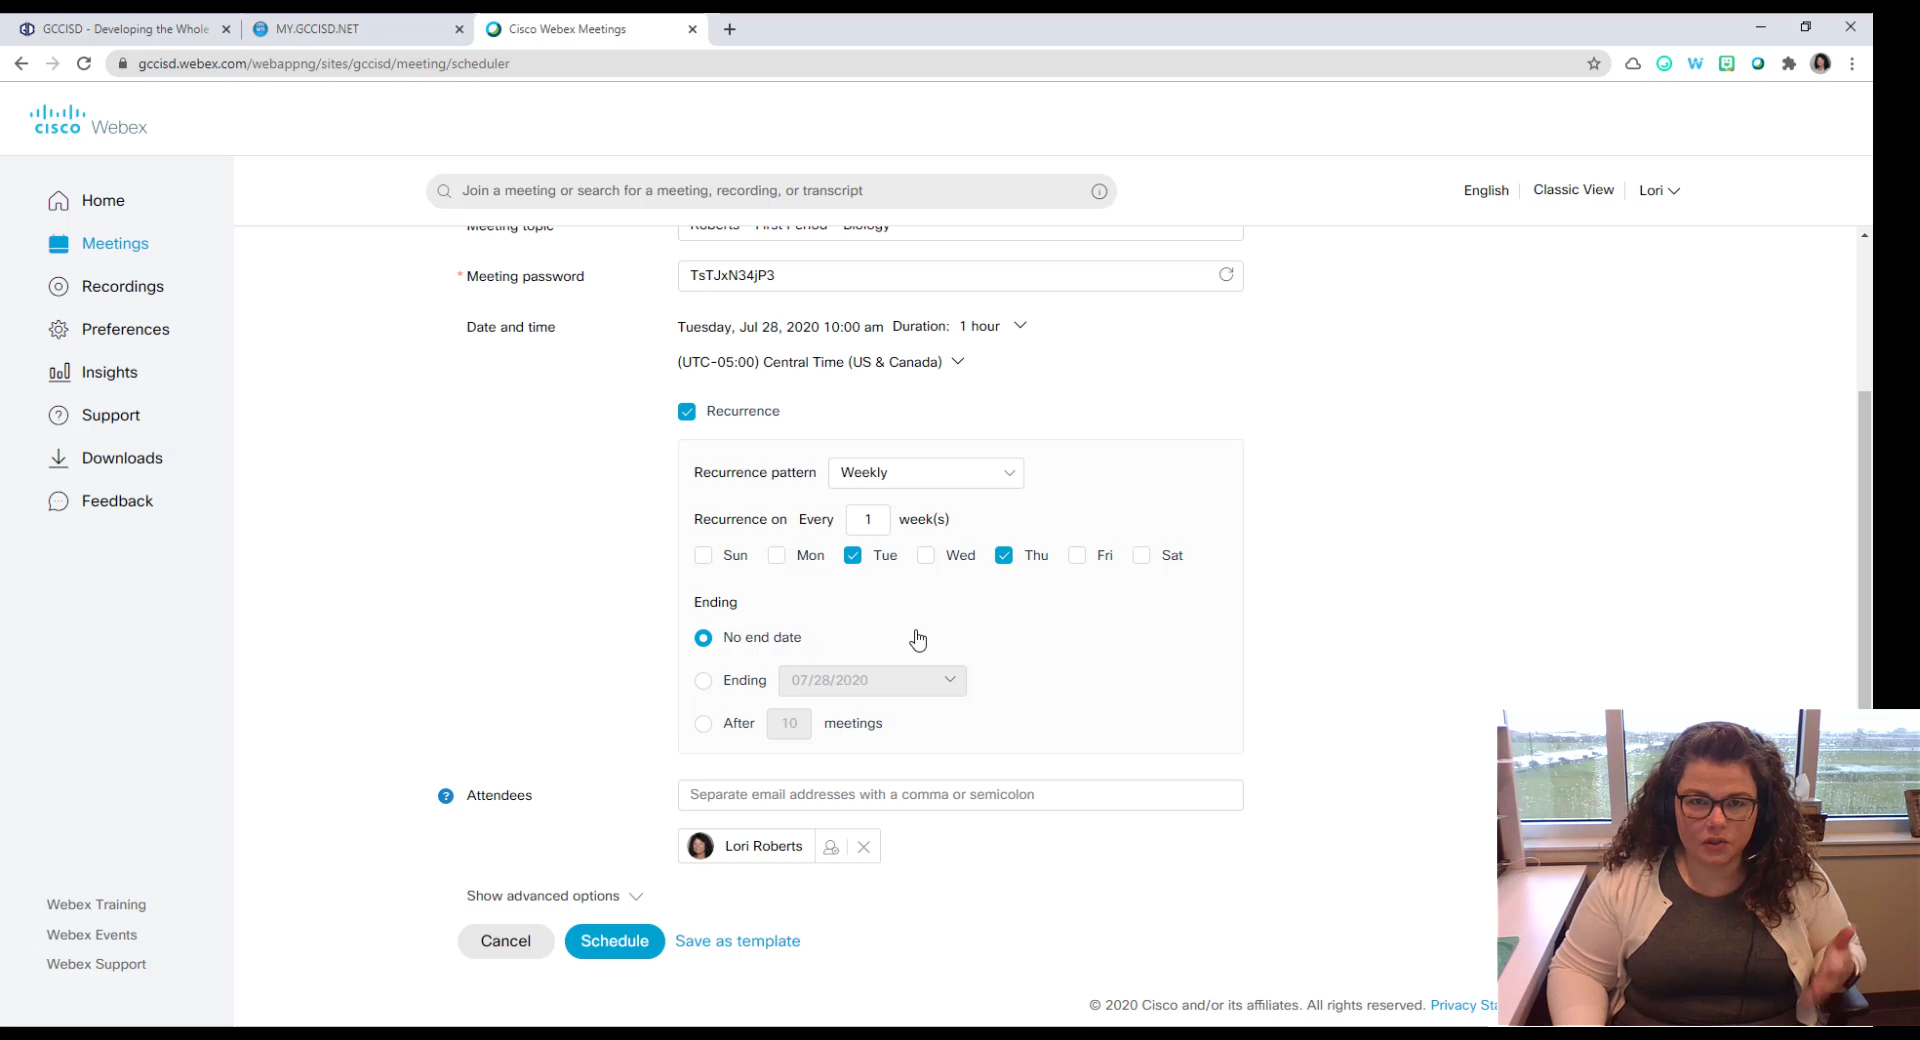 GCCISD - Developing the Whole
MY.GCCISD.NET
Cisco Webex Meetings
gccisd.webex.com/webappng/sites/gccisd/meeting/scheduler
CISCO Webex
Join a meeting or search for a meeting, recording, or transcript
English
Classic View
Lori
Home
Meetings
Recordings
Preferences
Insights
Support
Downloads
Feedback
Webex Training
Webex Events
Webex Support
Meeting topic Roberts - First Period - Biology
* Meeting password TsTJxN34jP3
Date and time Tuesday, Jul 28, 2020 10:00 am Duration: 1 hour
(UTC-05:00) Central Time (US & Canada)
Recurrence
Recurrence pattern Weekly
Recurrence on Every 1 week(s)
Sun Mon Tue Wed Thu Fri Sat
Ending
No end date
Ending 07/28/2020
After 10 meetings
? Attendees Separate email addresses with a comma or semicolon
Lori Roberts
Show advanced options
Cancel Schedule Save as template
© 2020 Cisco and/or its affiliates. All rights reserved. Privacy Sta